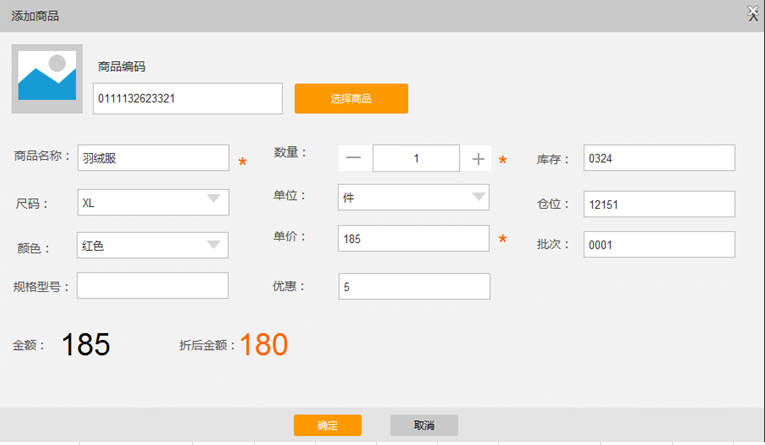 添加商品
商品编码
0111132623321 选择商品
商品名称： 羽绒服 * 数量： 1 * 库存： 0324
尺码： XL 单位： 件 仓位： 12151
颜色： 红色 单价： 185 * 批次： 0001
规格型号： 优惠： 5
金额： 185 折后金额：180
确定 取消